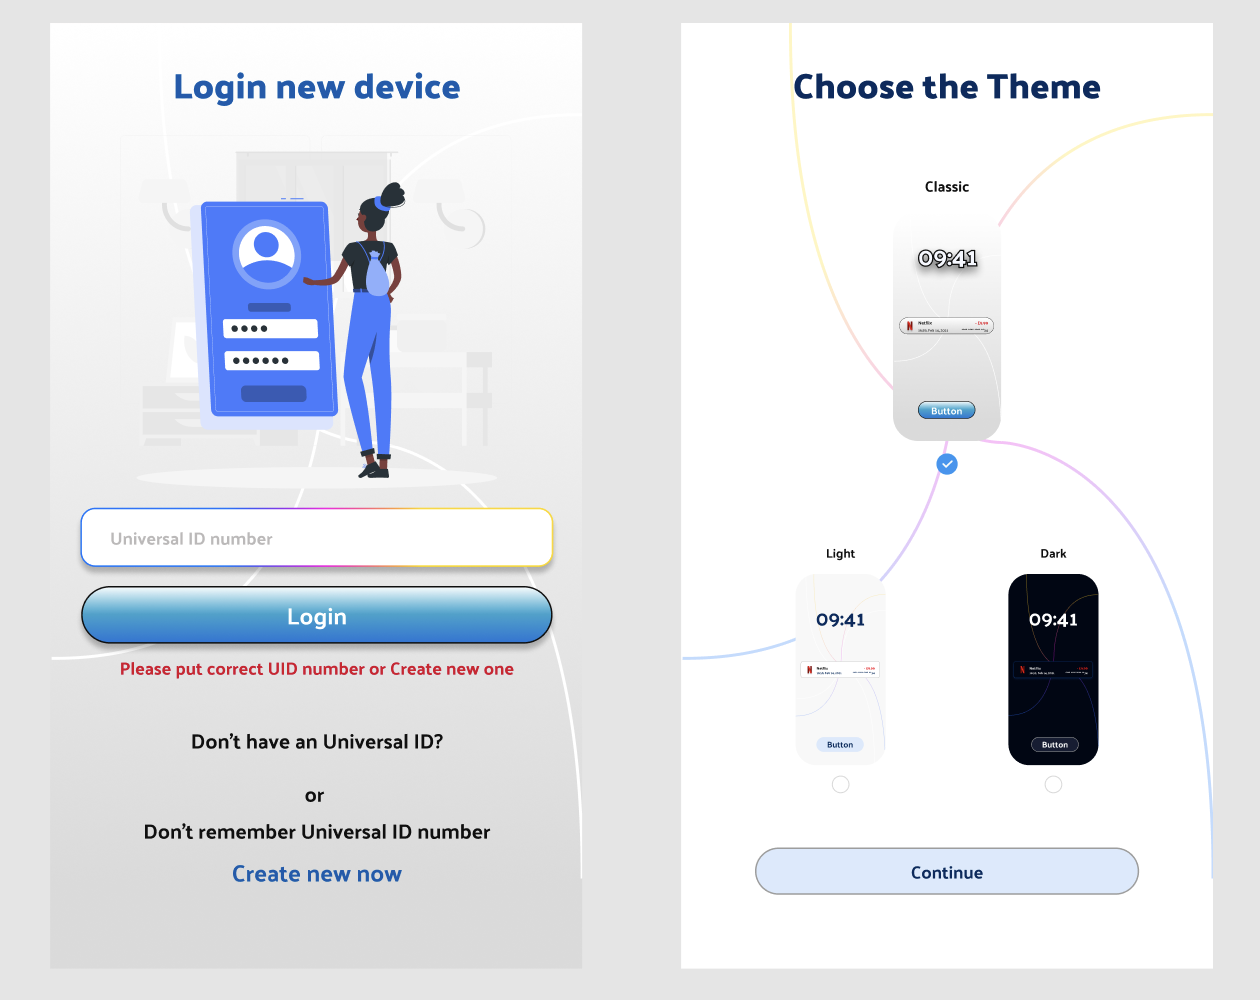 Login new device
Universal ID number
Login
Please put correct UID number or Create new one
Don't have an Universal ID?
or
Don't remember Universal ID number
Create new now
Choose the Theme
Classic
09:41
Netflix
Button
Light
09:41
Netflix
Button
Dark
09:41
Netflix
Button
Continue